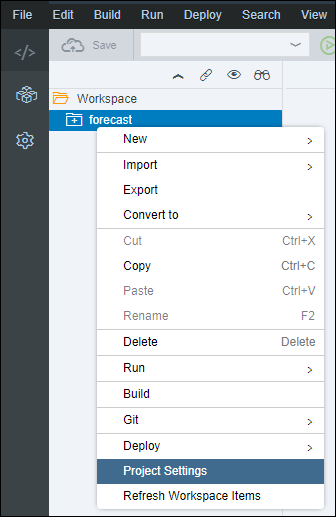 File Edit Build Run Deploy Search View
Save
Workspace
forecast
New
Import
Export
Convert to
Cut Ctrl+X
Copy Ctrl+C
Paste Ctrl+V
Rename F2
Delete Delete
Run
Build
Git
Deploy
Project Settings
Refresh Workspace Items